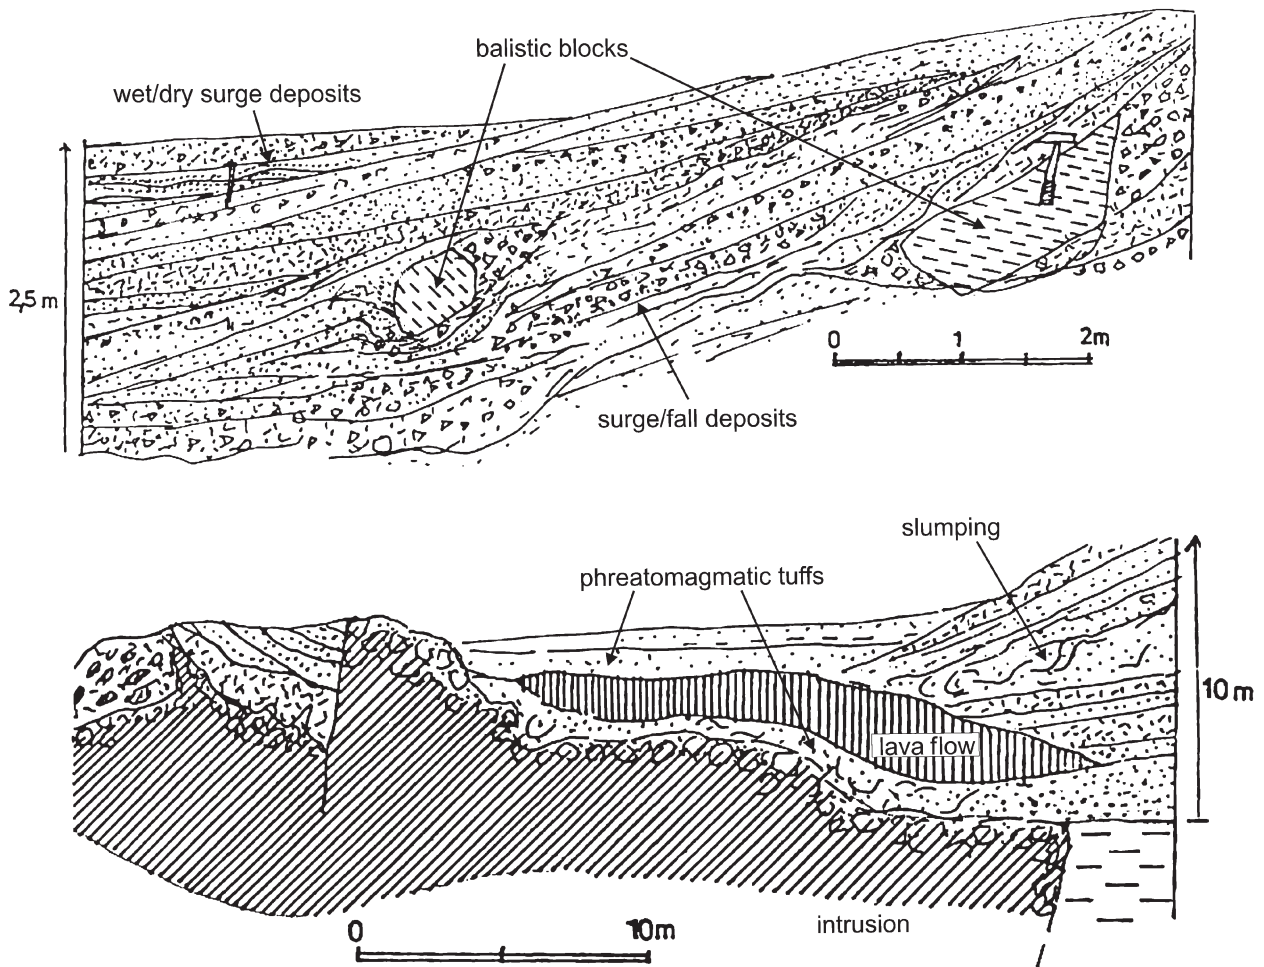 balistic blocks
wet/dry surge deposits
2,5 m
0 1 2m
surge/fall deposits
slumping
phreatomagmatic tuffs
10 m
lava flow
intrusion
0 10m